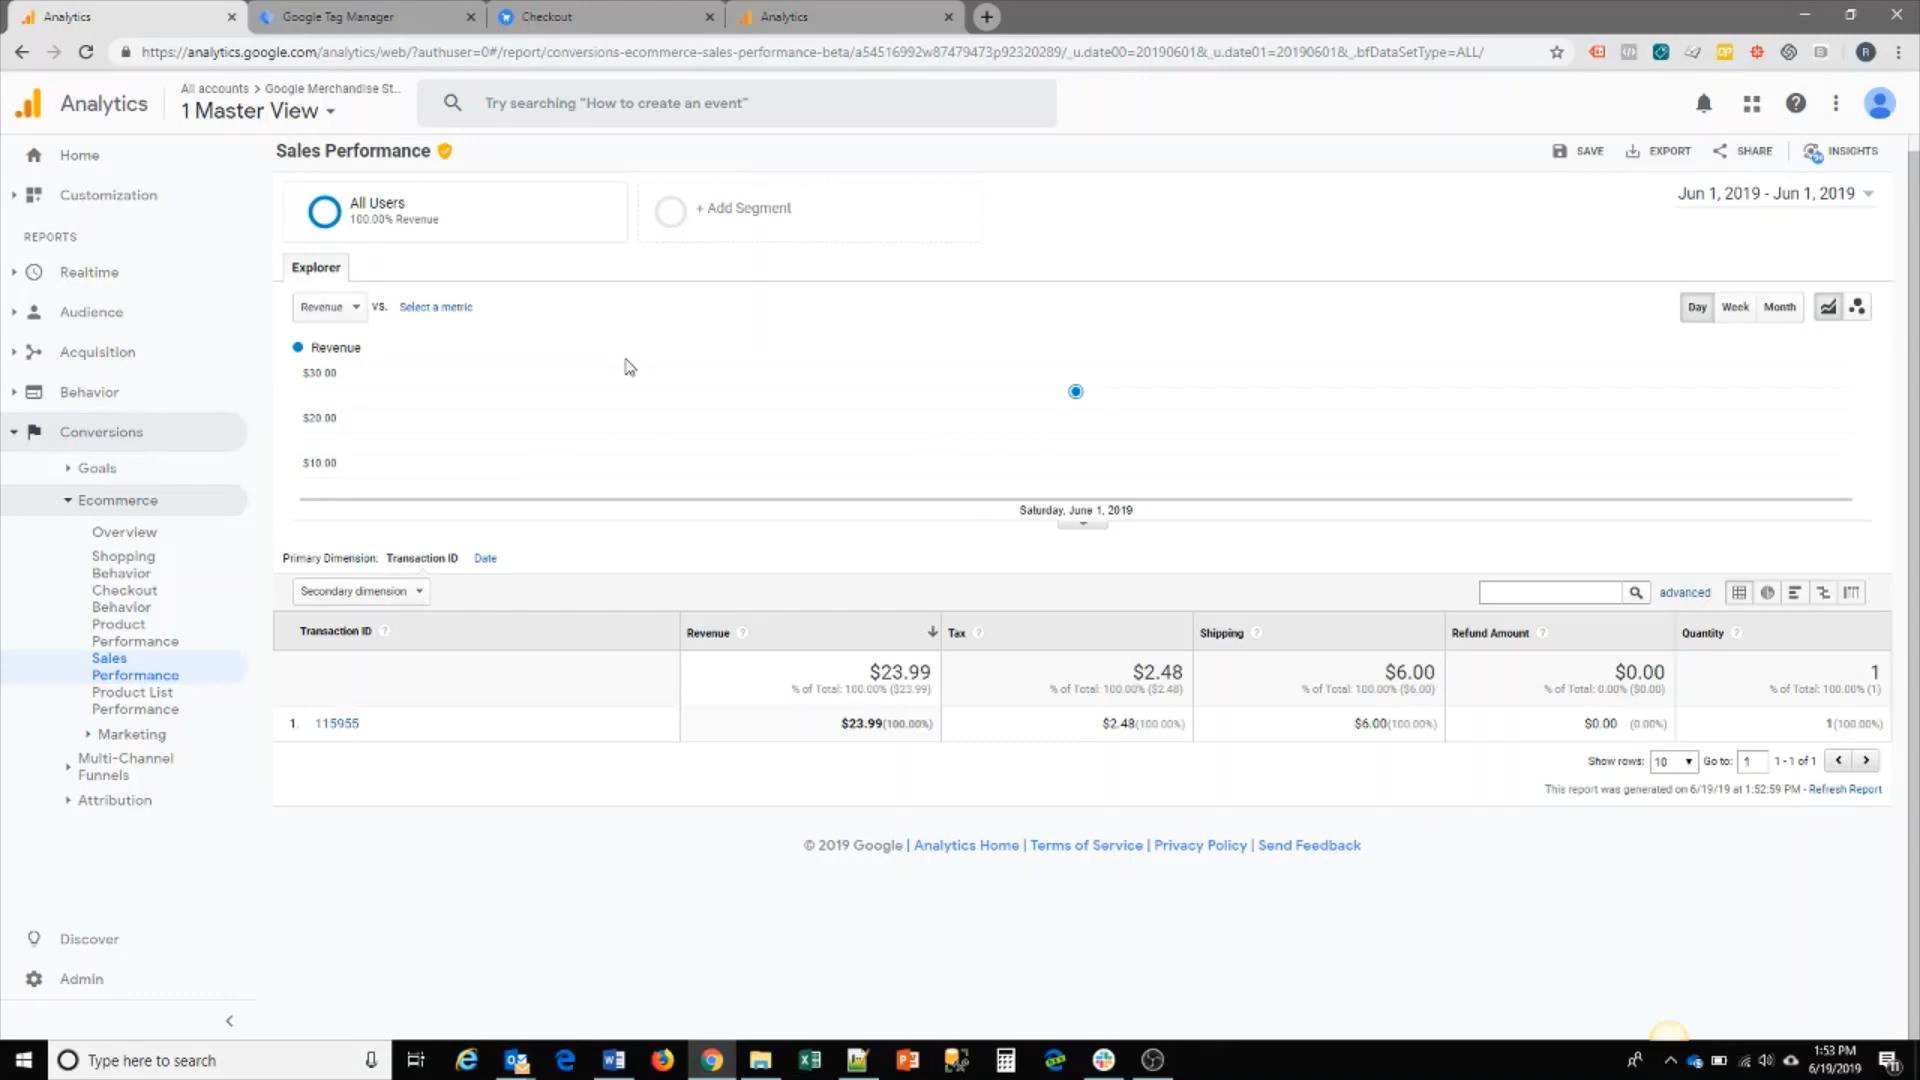 Analytics
Google Tag Manager
Checkout
Analytics
https://analytics.google.com/analytics/web/?authuser=0#/report/conversions-ecommerce-sales-performance-beta/a54516992w87479473p92320289/_u.date00=20190601&_u.date01=20190601&_.bfDataSetType=ALL/
Analytics
All accounts > Google Merchandise St...
1 Master View
Try searching "How to create an event"
Home
Customization
REPORTS
Realtime
Audience
Acquisition
Behavior
Conversions
Goals
Ecommerce
Overview
Shopping
Behavior
Checkout
Behavior
Product
Performance
Sales
Performance
Product List
Performance
Marketing
Multi-Channel
Funnels
Attribution
Discover
Admin
Sales Performance
SAVE
EXPORT
SHARE
INSIGHTS
All Users
100.00% Revenue
+ Add Segment
Jun 1, 2019 - Jun 1, 2019
Explorer
Revenue
VS.
Select a metric
Day
Week
Month
Revenue
$30.00
$20.00
$10.00
Saturday, June 1, 2019
Primary Dimension: Transaction ID Date
Secondary dimension
advanced
Transaction ID ? Revenue ? Tax ? Shipping ? Refund Amount ? Quantity ?
$23.99 $2.48 $6.00 $0.00 1
% of Total: 100.00% ($23.99) % of Total: 100.00% ($2.48) % of Total: 100.00% ($6.00) % of Total: 0.00% ($0.00) % of Total: 100.00% (1)
1. 115955 $23.99(100.00%) $2.48(100.00%) $6.00(100.00%) $0.00 (0.00%) 1(100.00%)
Show rows: 10 Go to: 1 1 - 1 of 1
This report was generated on 6/19/19 at 1:52:59 PM - Refresh Report
© 2019 Google | Analytics Home | Terms of Service | Privacy Policy | Send Feedback
Type here to search
1:53 PM
6/19/2019